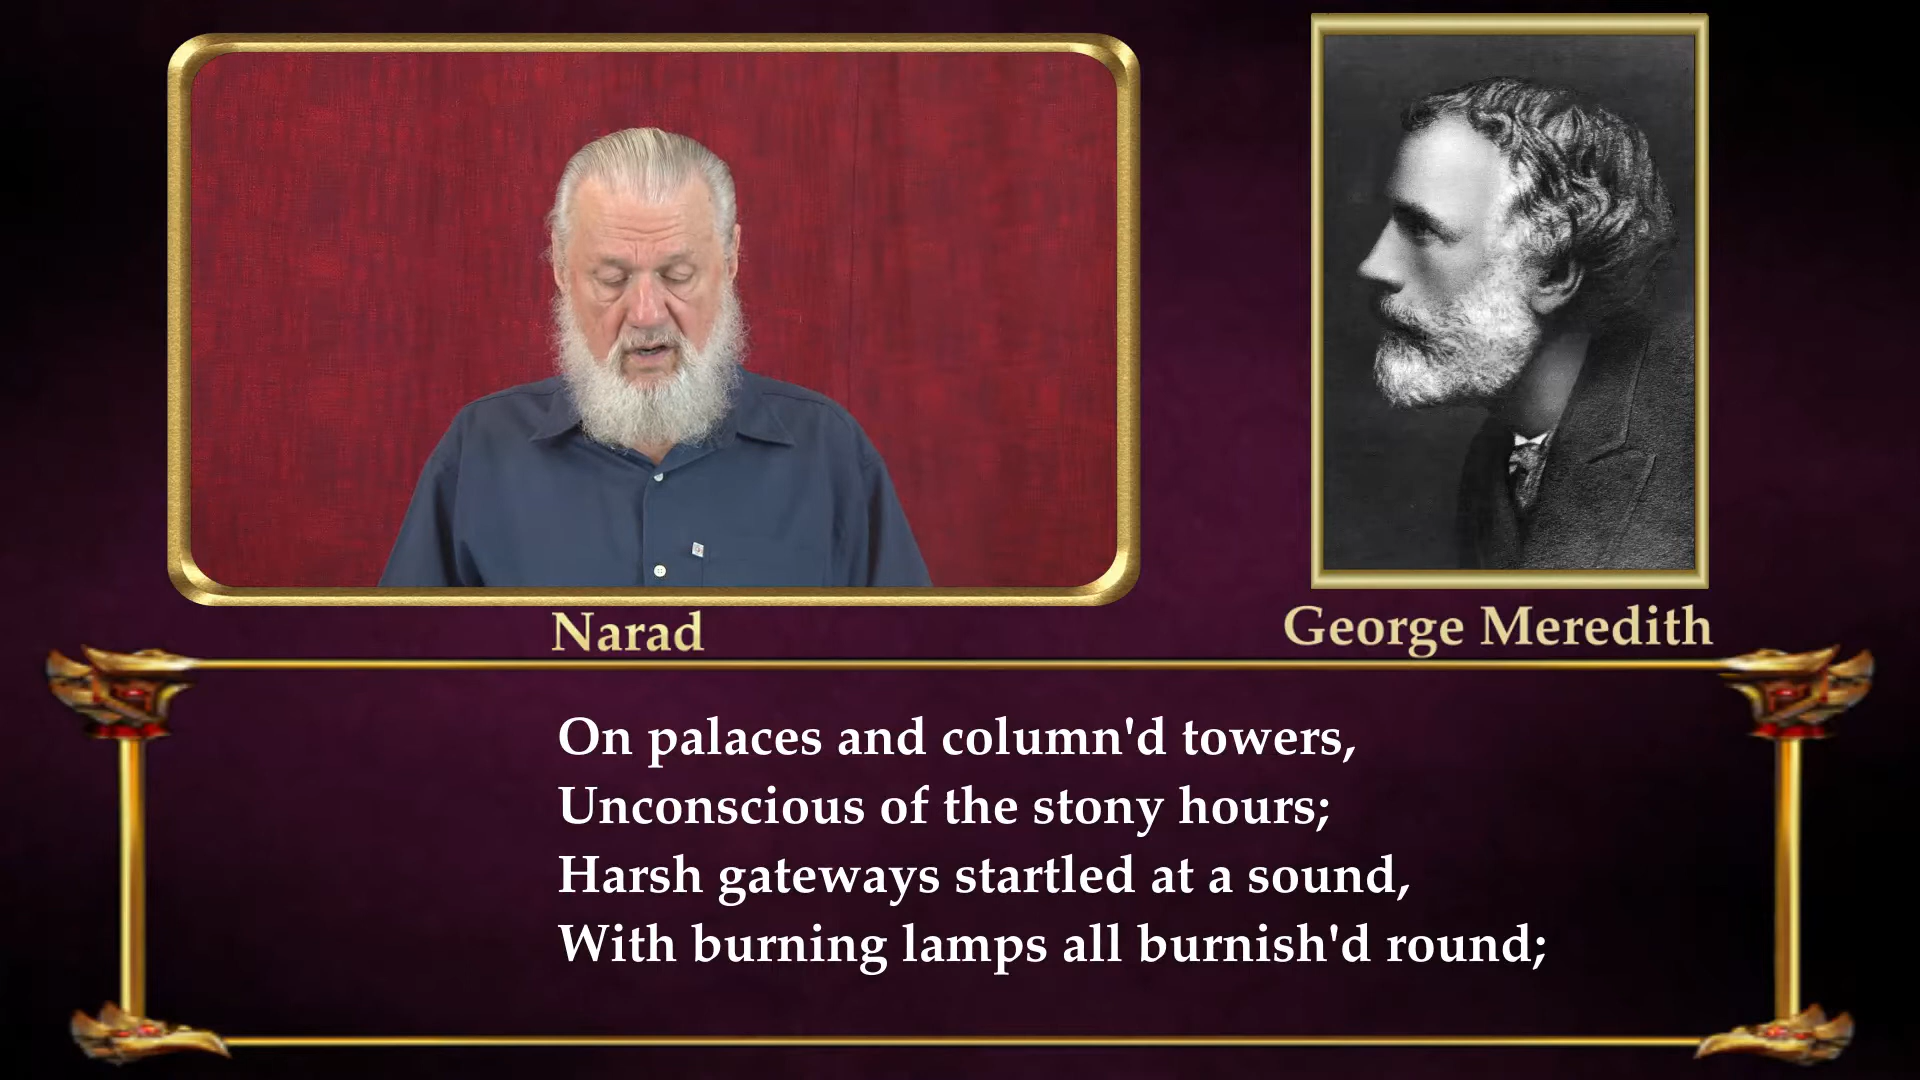 Narad
George Meredith
On palaces and column'd towers,
Unconscious of the stony hours;
Harsh gateways startled at a sound,
With burning lamps all burnish'd round;